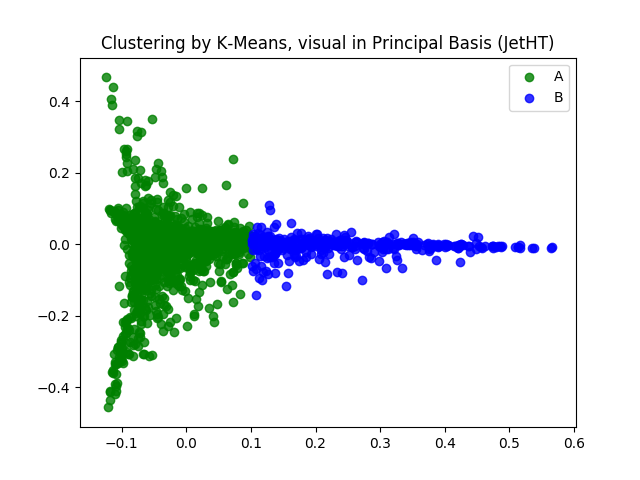 Clustering by K-Means, visual in Principal Basis (JetHT)
A
B
0.4
0.2
0.0
−0.2
−0.4
−0.1 0.0 0.1 0.2 0.3 0.4 0.5 0.6